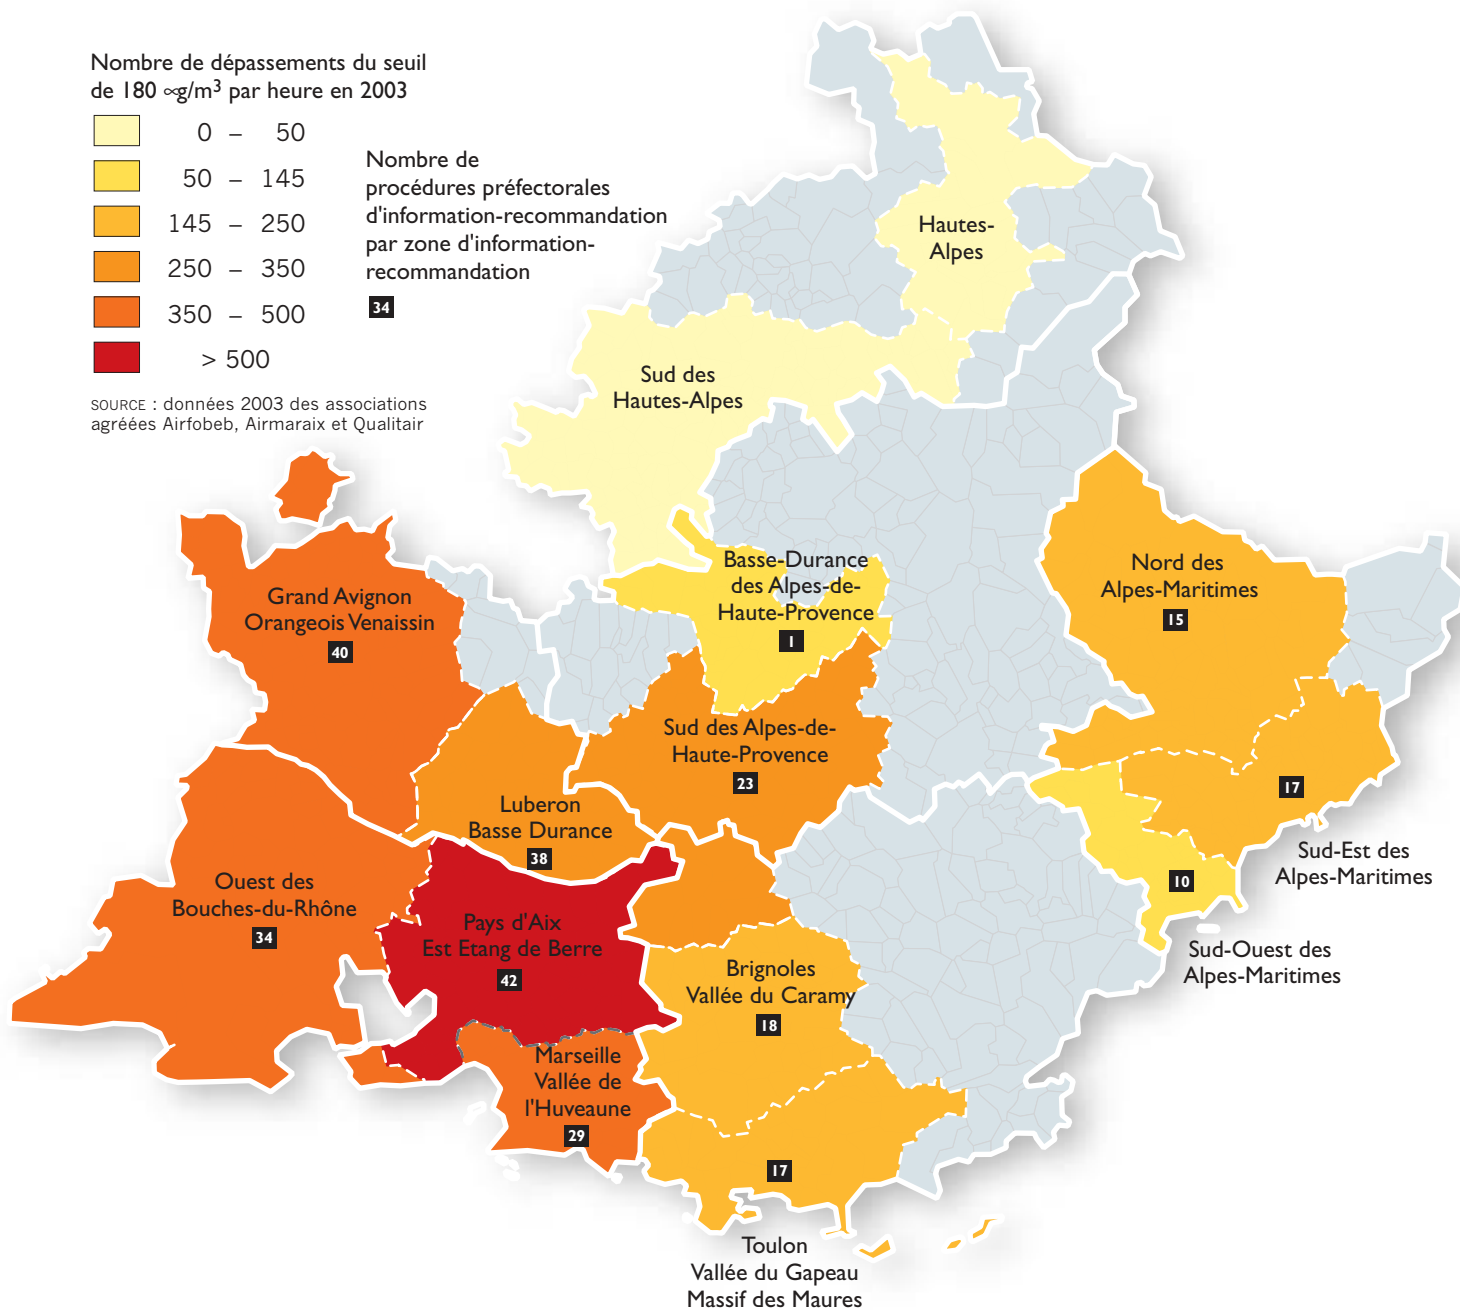 Nombre de dépassements du seuil
de 180 ∝g/m³ par heure en 2003
0 – 50
50 – 145
145 – 250
250 – 350
350 – 500
> 500
Nombre de
procédures préfectorales
d'information-recommandation
par zone d'information-
recommandation
34
SOURCE : données 2003 des associations
agréées Airfobeb, Airmaraix et Qualitair
Hautes-
Alpes
Sud des
Hautes-Alpes
Basse-Durance
des Alpes-de-
Haute-Provence
1
Nord des
Alpes-Maritimes
15
Grand Avignon
Orangeois Venaissin
40
Sud des Alpes-de-
Haute-Provence
23
17
Sud-Est des
Alpes-Maritimes
Luberon
Basse Durance
38
10
Sud-Ouest des
Alpes-Maritimes
Ouest des
Bouches-du-Rhône
34
Pays d'Aix
Est Etang de Berre
42
Brignoles
Vallée du Caramy
18
Marseille
Vallée de
l'Huveaune
29
17
Toulon
Vallée du Gapeau
Massif des Maures